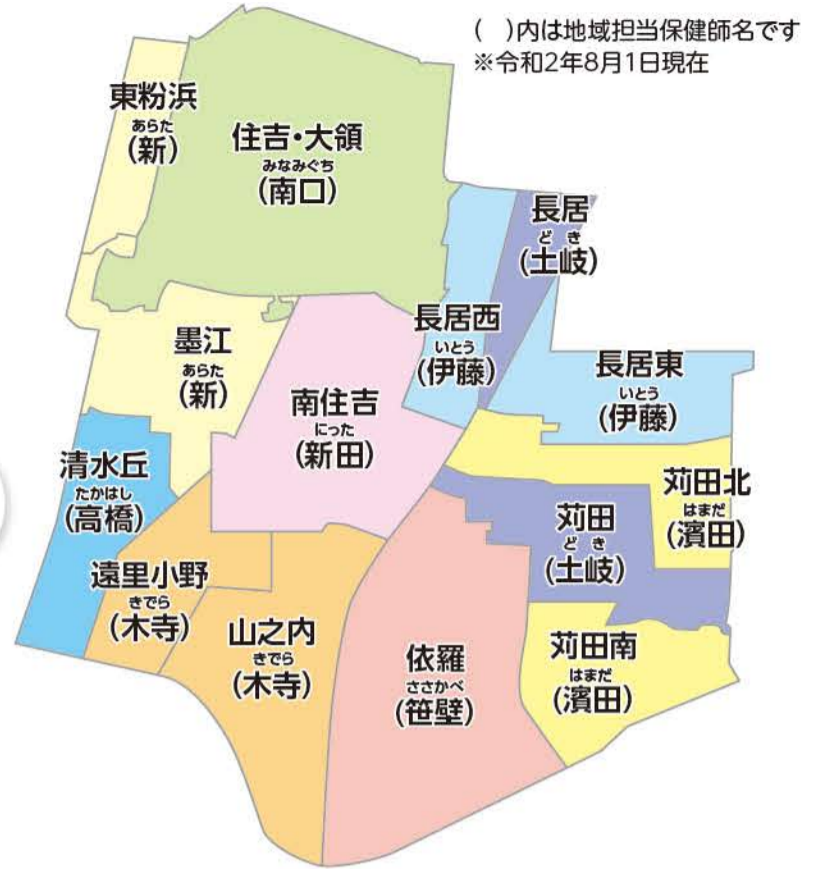 ( )内は地域担当保健師名です
※令和2年8月1日現在
東粉浜
あらた
(新)
住吉・大領
みなみぐち
(南口)
長居
どき
(土岐)
長居西
いとう
(伊藤)
墨江
あらた
(新)
長居東
いとう
(伊藤)
南住吉
にった
(新田)
清水丘
たかはし
(高橋)
苅田北
はまだ
(濱田)
苅田
どき
(土岐)
遠里小野
きでら
(木寺)
山之内
きでら
(木寺)
依羅
ささかべ
(笹壁)
苅田南
はまだ
(濱田)